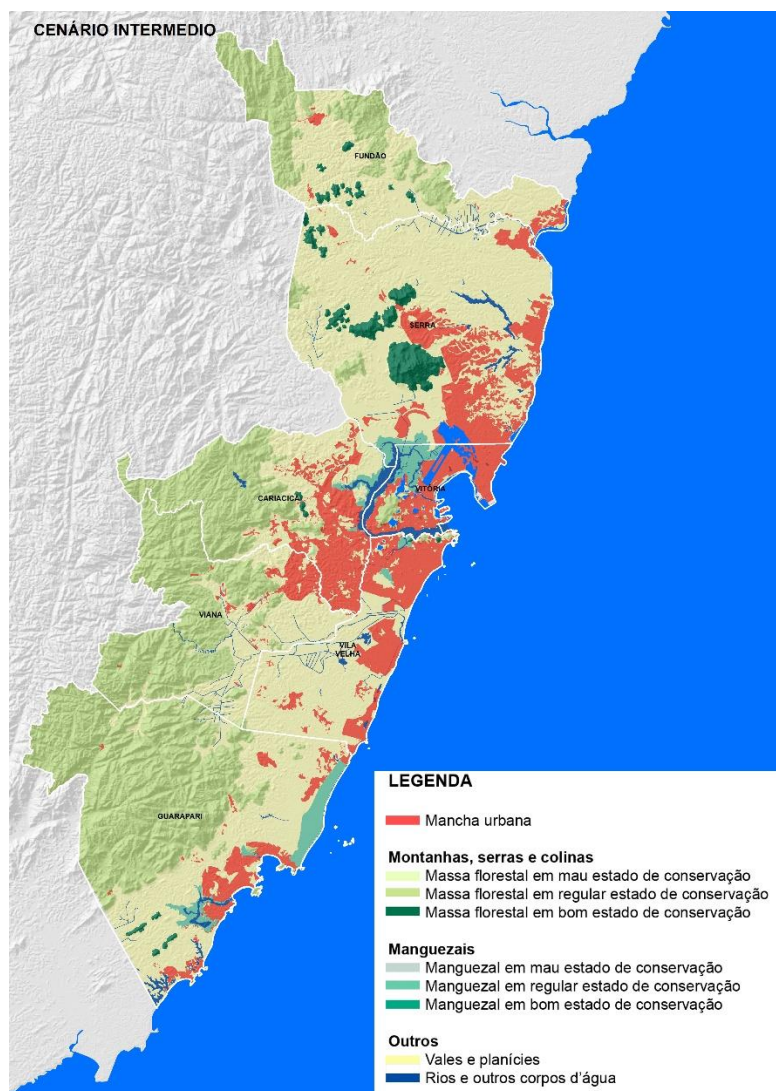 CENÁRIO INTERMEDIO
FUNDÃO
SERRA
CARIACICA
VITÓRIA
VIANA
VILA
VELHA
GUARAPARI
LEGENDA
Mancha urbana
Montanhas, serras e colinas
Massa florestal em mau estado de conservação
Massa florestal em regular estado de conservação
Massa florestal em bom estado de conservação
Manguezais
Manguezal em mau estado de conservação
Manguezal em regular estado de conservação
Manguezal em bom estado de conservação
Outros
Vales e planícies
Rios e outros corpos d'água